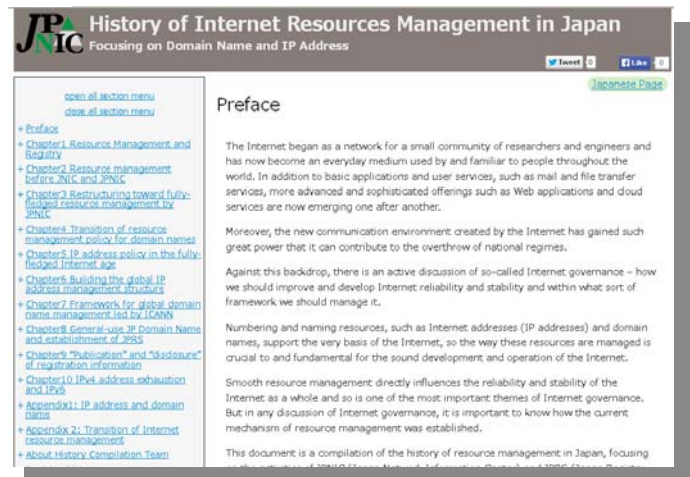 JPNIC
History of Internet Resources Management in Japan
Focusing on Domain Name and IP Address
Tweet 0
Like 0
Japanese Page
open all section menu
close all section menu
+ Preface
+ Chapter1 Resource Management and
Registry
+ Chapter2 Resource management
before JNIC and JPNIC
+ Chapter3 Restructuring toward fully-
fledged resource management by
JPNIC
+ Chapter4 Transition of resource
management policy for domain names
+ Chapter5 IP address policy in the fully-
fledged Internet age
+ Chapter6 Building the global IP
address management structure
+ Chapter7 Framework for global domain
name management led by ICANN
+ Chapter8 General-use JP Domain Name
and establishment of JPRS
+ Chapter9 "Publication" and "disclosure"
of registration information
+ Chapter10 IPv4 address exhaustion
and IPv6
+ Appendix1: IP address and domain
name
+ Appendix 2: Transition of Internet
resource management
+ About History Compilation Team
Preface
The Internet began as a network for a small community of researchers and engineers and
has now become an everyday medium used by and familiar to people throughout the
world. In addition to basic applications and user services, such as mail and file transfer
services, more advanced and sophisticated offerings such as Web applications and cloud
services are now emerging one after another.
Moreover, the new communication environment created by the Internet has gained such
great power that it can contribute to the overthrow of national regimes.
Against this backdrop, there is an active discussion of so-called Internet governance – how
we should improve and develop Internet reliability and stability and within what sort of
framework we should manage it.
Numbering and naming resources, such as Internet addresses (IP addresses) and domain
names, support the very basis of the Internet, so the way these resources are managed is
crucial to and fundamental for the sound development and operation of the Internet.
Smooth resource management directly influences the reliability and stability of the
Internet as a whole and so is one of the most important themes of Internet governance.
But in any discussion of Internet governance, it is important to know how the current
mechanism of resource management was established.
This document is a compilation of the history of resource management in Japan, focusing